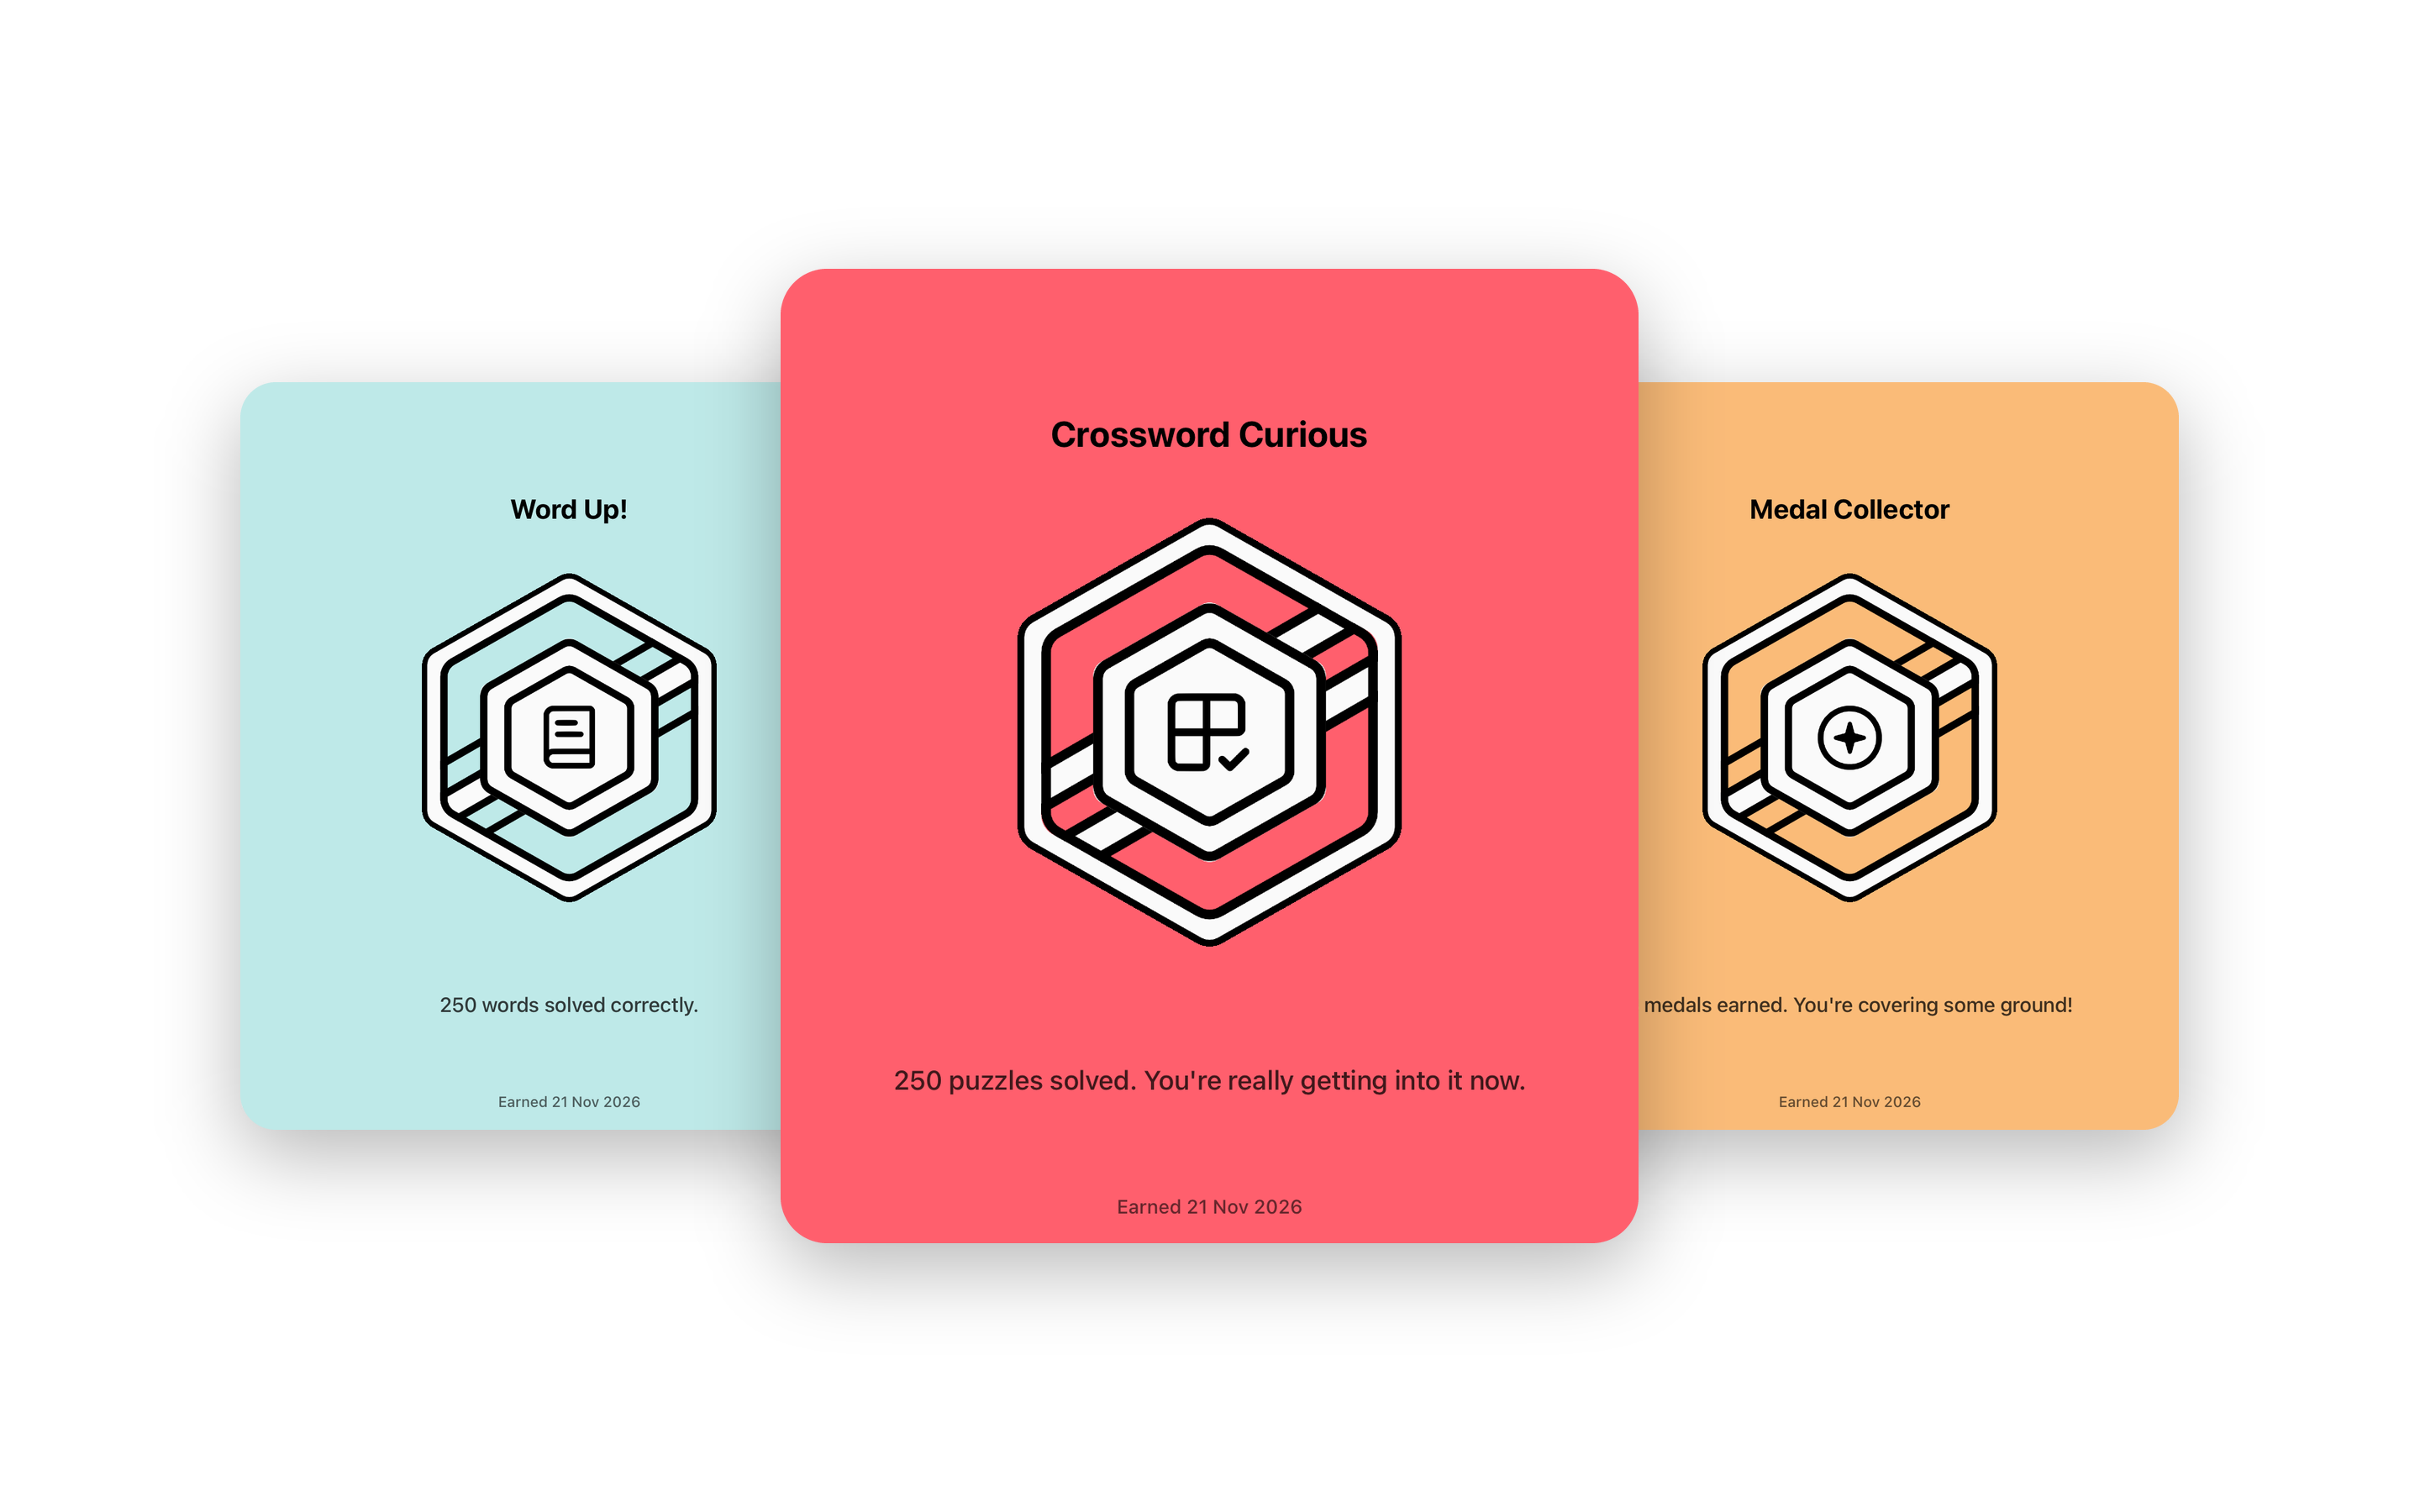 Word Up!
250 words solved correctly.
Earned 21 Nov 2026
Crossword Curious
250 puzzles solved. You're really getting into it now.
Earned 21 Nov 2026
Medal Collector
medals earned. You're covering some ground!
Earned 21 Nov 2026